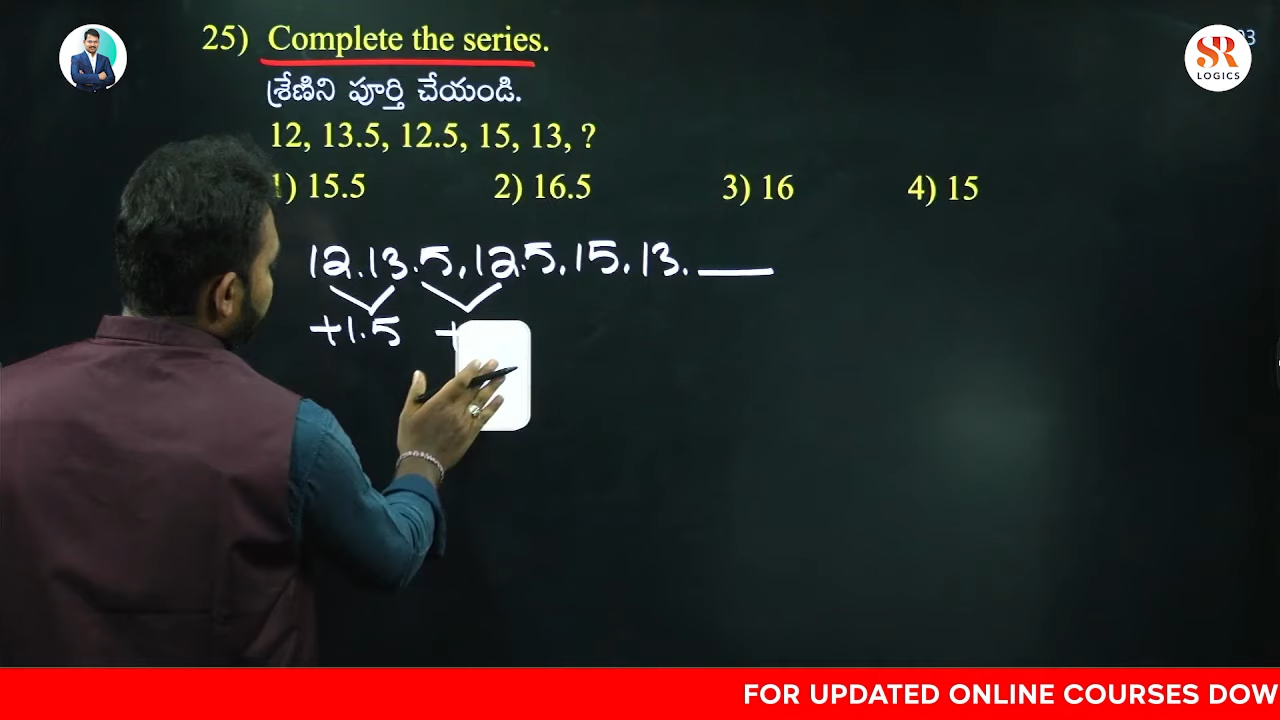 25) Complete the series.
శ్రేణిని పూర్తి చేయండి.
12, 13.5, 12.5, 15, 13, ?
1) 15.5 2) 16.5 3) 16 4) 15
12.13.5,12.5,15.13.
+1.5 +
SR
LOGICS
FOR UPDATED ONLINE COURSES DOW